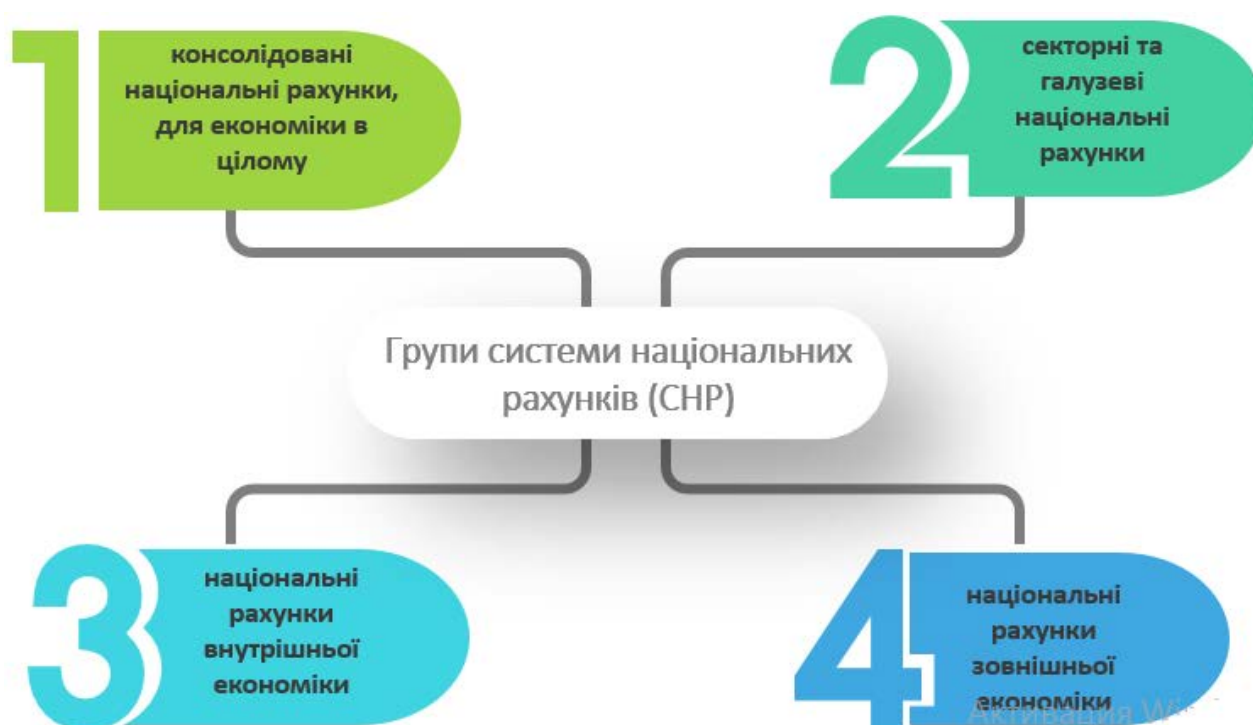 1
консолідовані
національні рахунки,
для економіки в
цілому
2
секторні та
галузеві
національні
рахунки
Групи системи національних
рахунків (СНР)
3
національні
рахунки
внутрішньої
економіки
4
національні
рахунки
зовнішньої
економіки
Активация